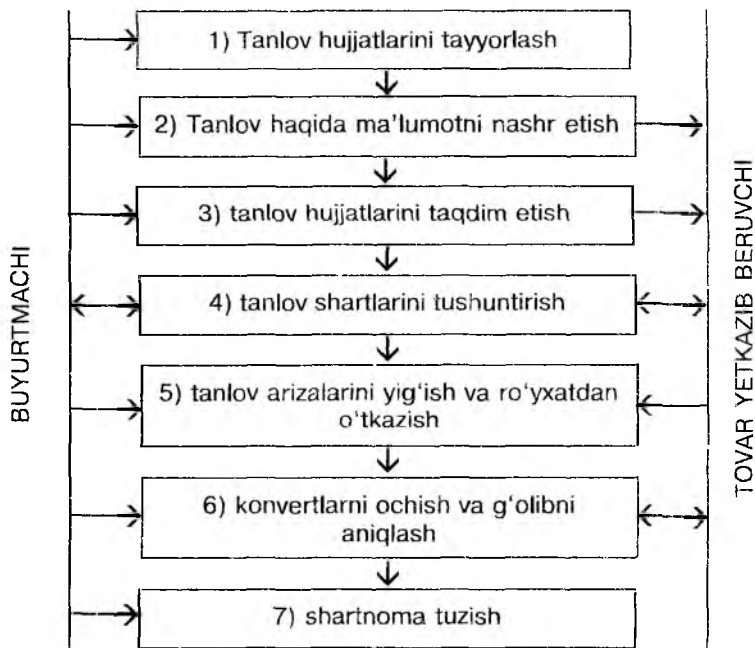 1) Tanlov hujjatlarini tayyorlash
2) Tanlov haqida ma'lumotni nashr etish
3) tanlov hujjatlarini taqdim etish
BUYURTMACHI
4) tanlov shartlarini tushuntirish
TOVAR YETKAZIB BERUVCHI
5) tanlov arizalarini yig‘ish va ro‘yxatdan
o‘tkazish
6) konvertlarni ochish va g‘olibni
aniqlash
7) shartnoma tuzish